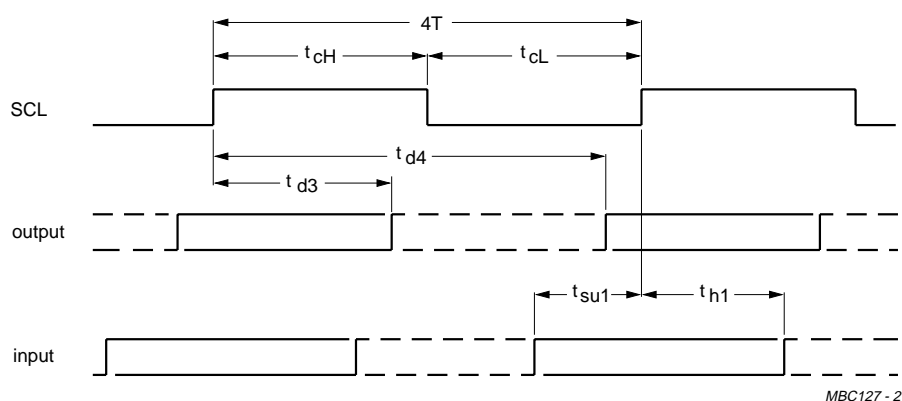 4T
t cH
t cL
SCL
t d4
t d3
output
t su1
t h1
input
MBC127 - 2